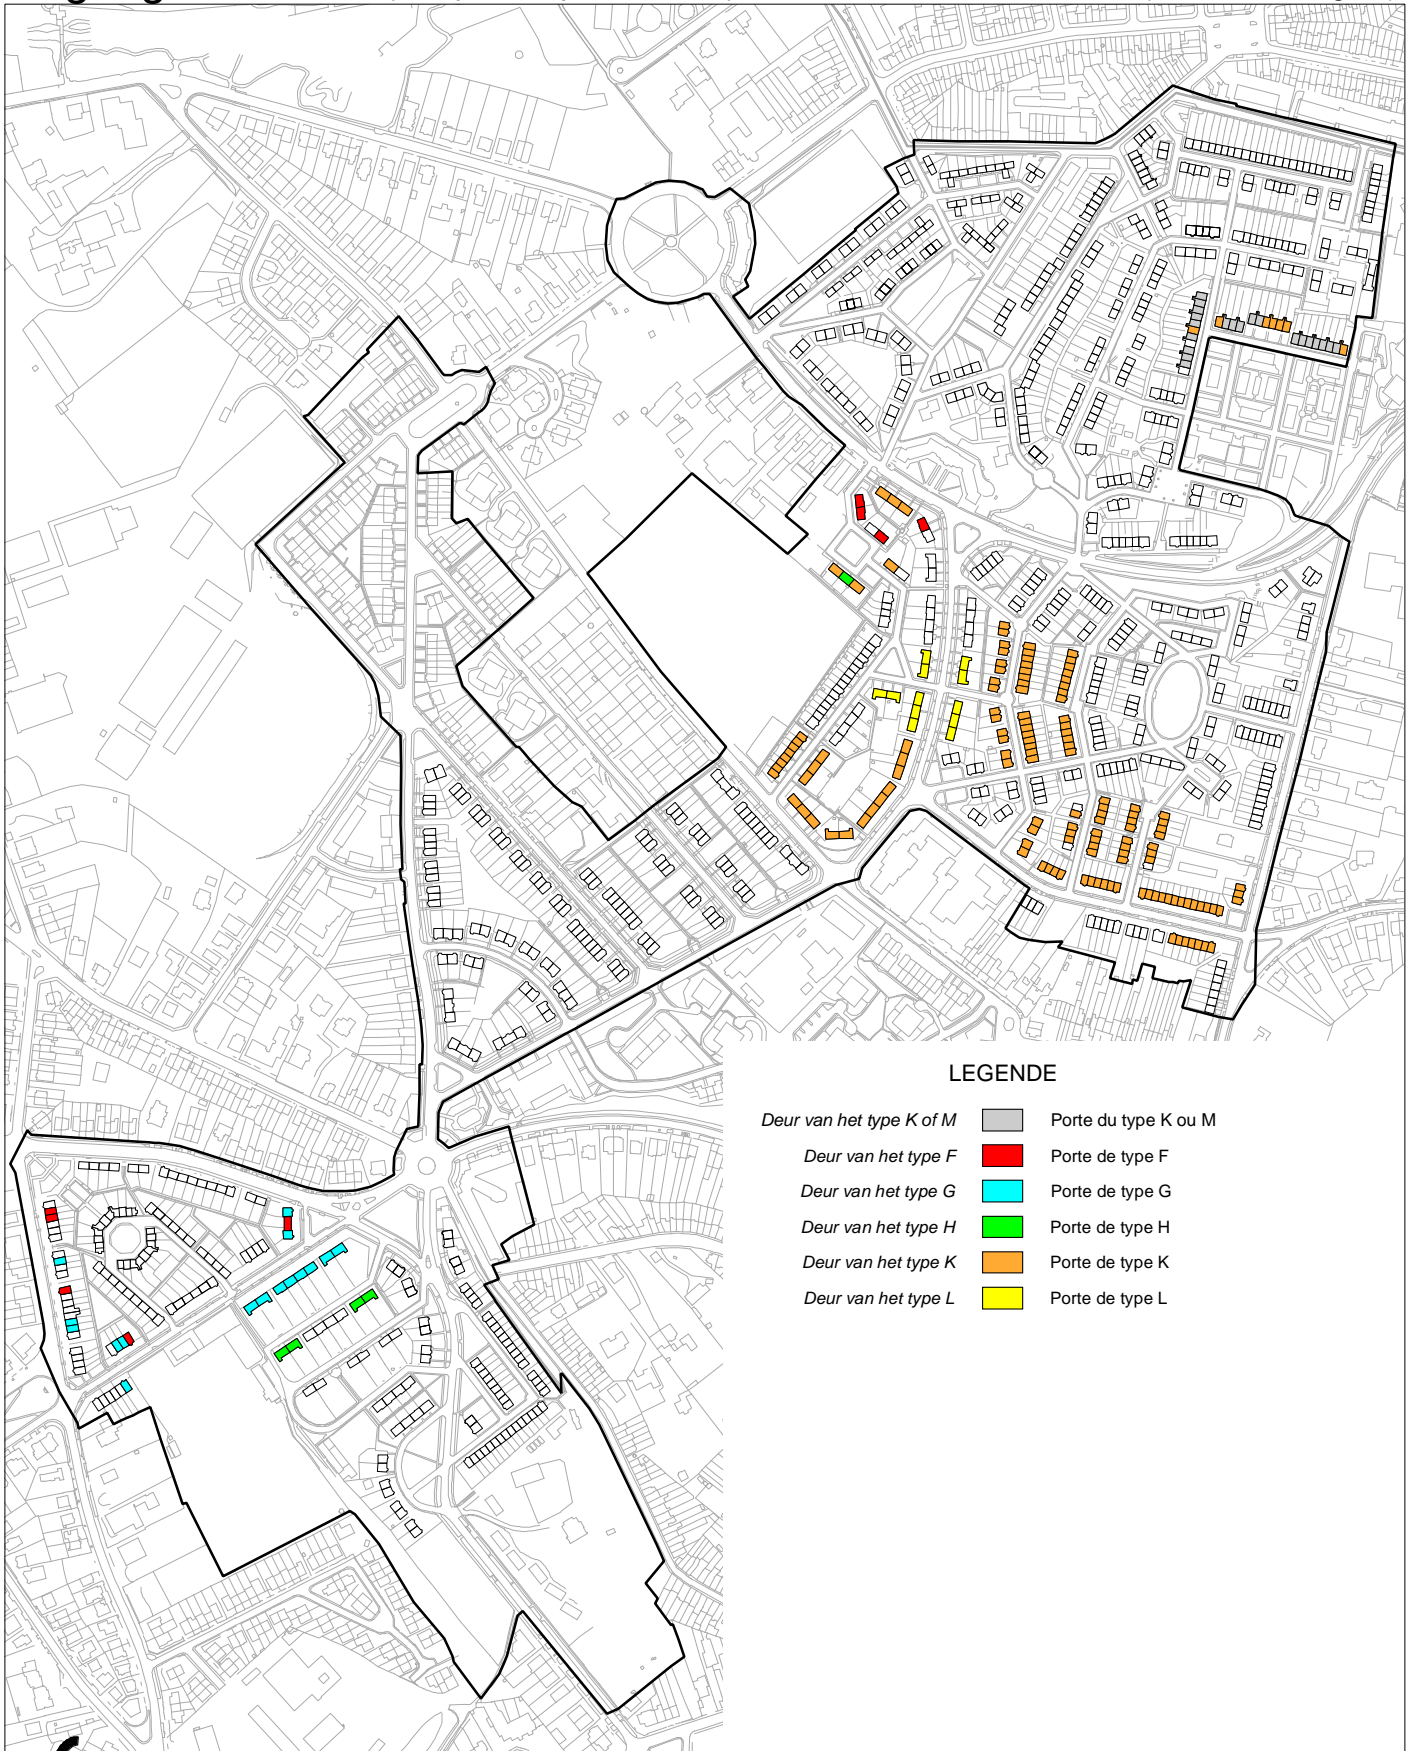 LEGENDE
Deur van het type K of M Porte du type K ou M
Deur van het type F Porte de type F
Deur van het type G Porte de type G
Deur van het type H Porte de type H
Deur van het type K Porte de type K
Deur van het type L Porte de type L